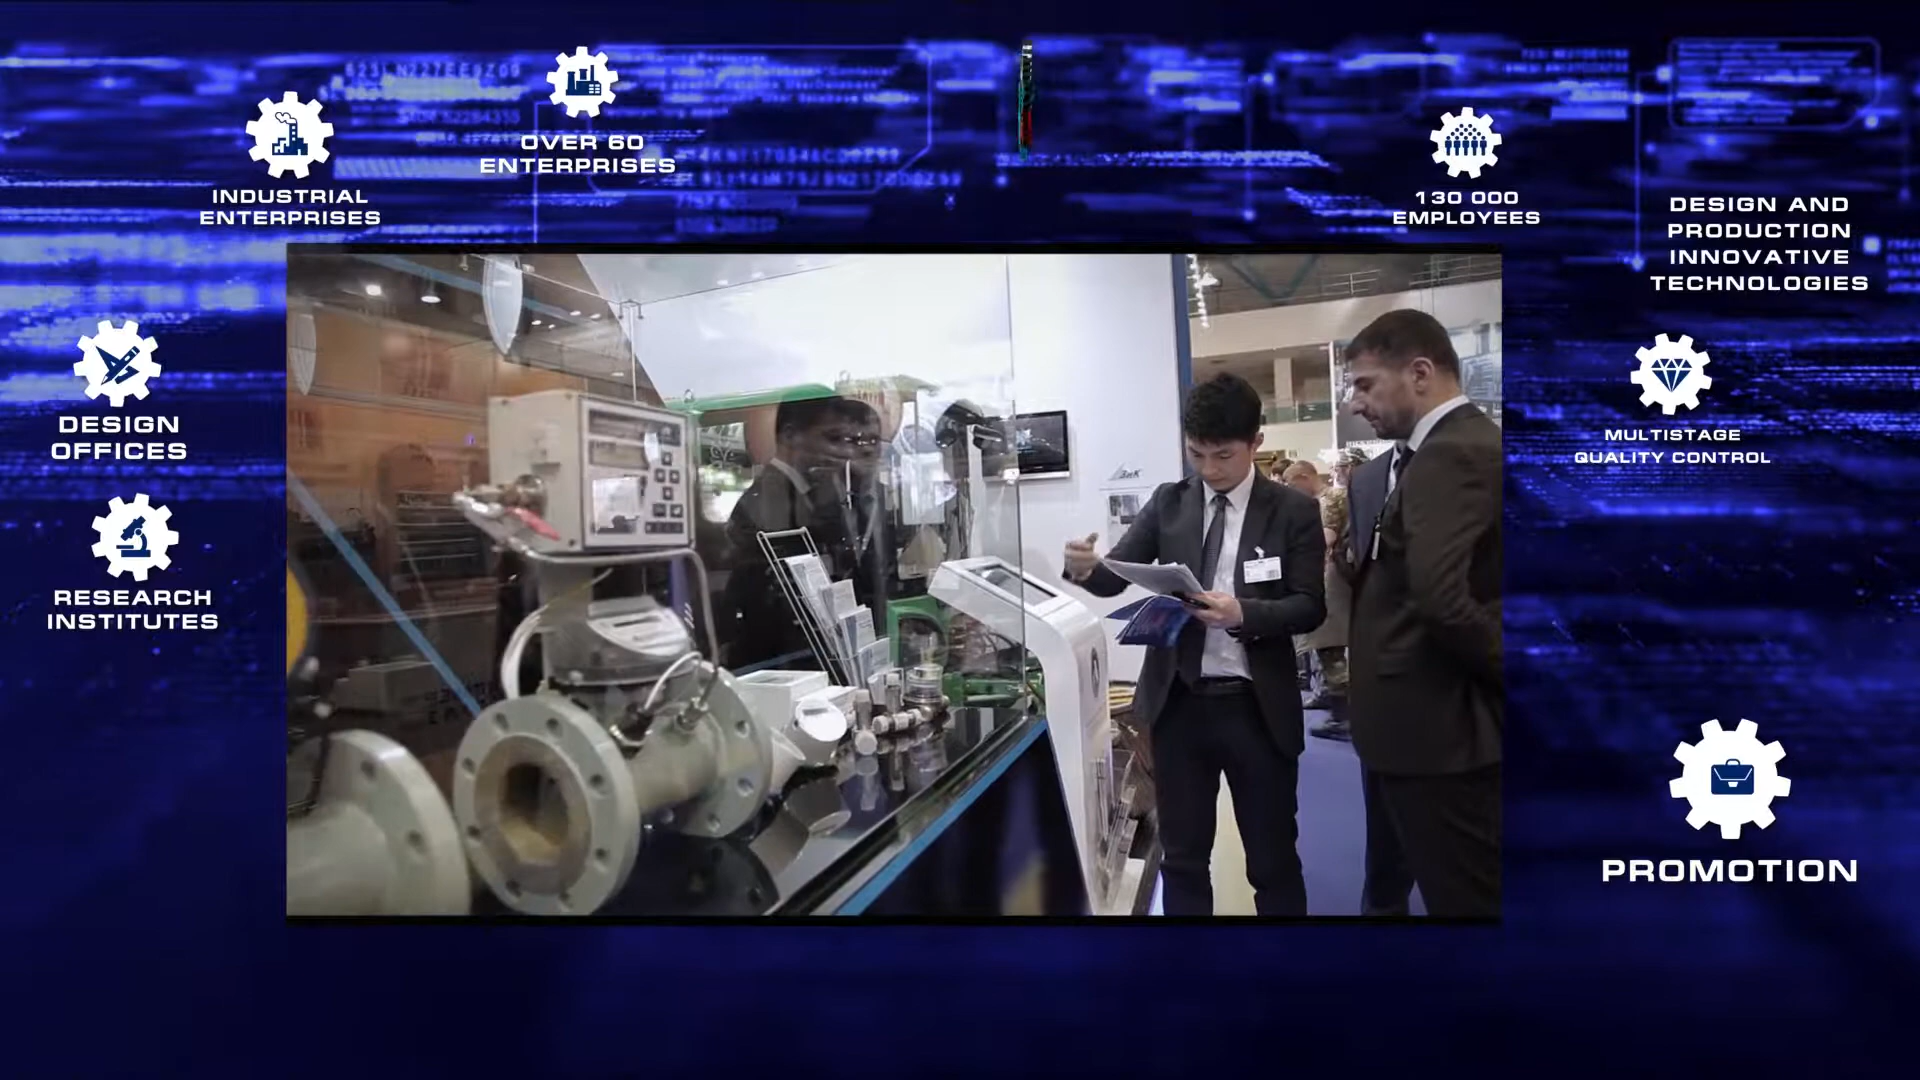 OVER 60
ENTERPRISES
INDUSTRIAL
ENTERPRISES
130 000
EMPLOYEES
DESIGN AND
PRODUCTION
INNOVATIVE
TECHNOLOGIES
DESIGN
OFFICES
MULTISTAGE
QUALITY CONTROL
ЗиК
RESEARCH
INSTITUTES
PROMOTION